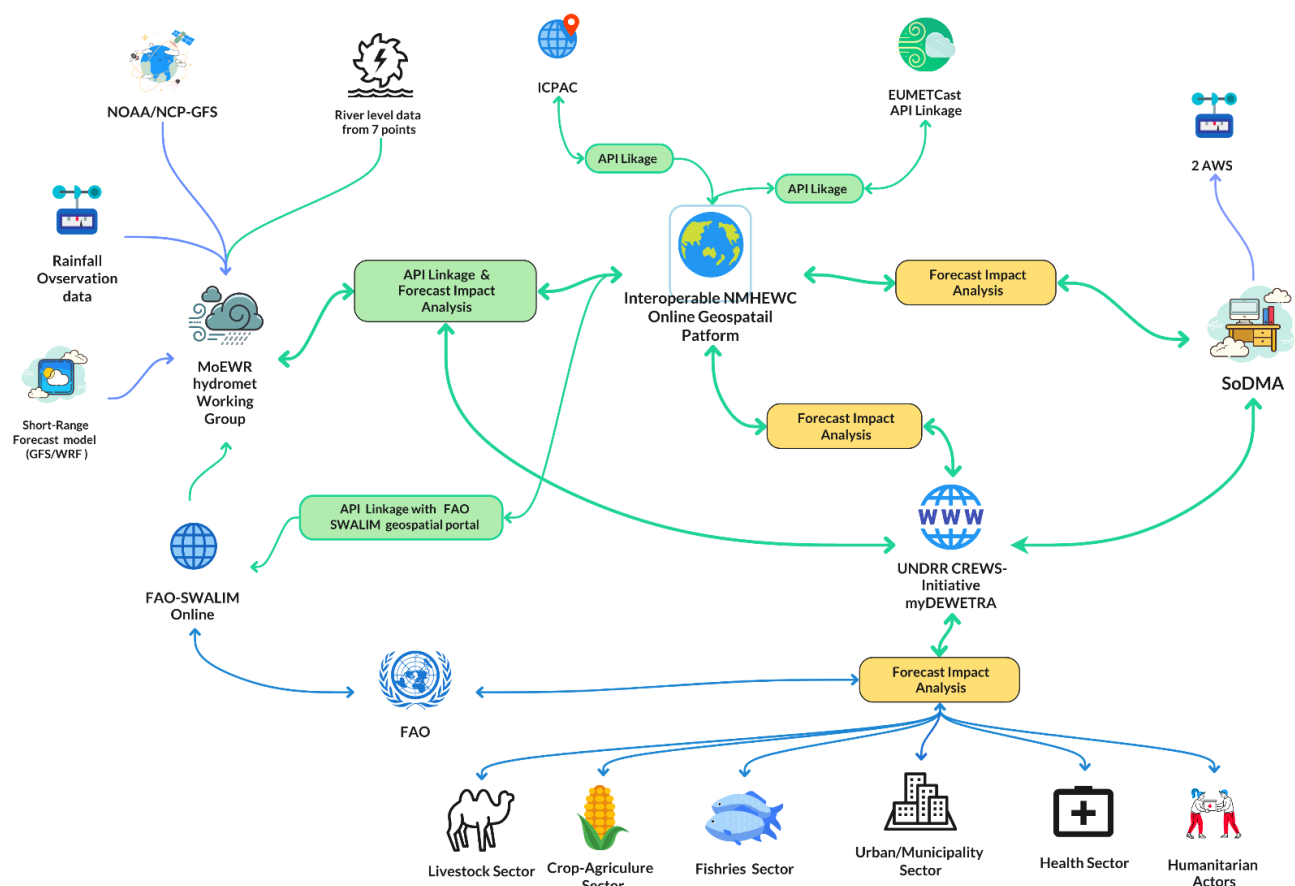 NOAA/NCP-GFS
River level data
from 7 points
ICPAC
EUMETCast
API Linkage
2 AWS
API Likage
API Likage
Rainfall
Ovservation
data
API Linkage &
Forecast Impact
Analysis
Interoperable NMHEWC
Online Geospatail
Patform
Forecast Impact
Analysis
SoDMA
MoEWR
hydromet
Working
Group
Short-Range
Forecast model
(GFS/WRF )
Forecast Impact
Analysis
API Linkage with FAO
SWALIM geospatial portal
WWW
UNDRR CREWS-
Initiative
myDEWETRA
FAO-SWALIM
Online
FAO
Forecast Impact
Analysis
Livestock Sector
Crop-Agriculure
Sector
Fishries Sector
Urban/Municipality
Sector
Health Sector
Humanitarian
Actors